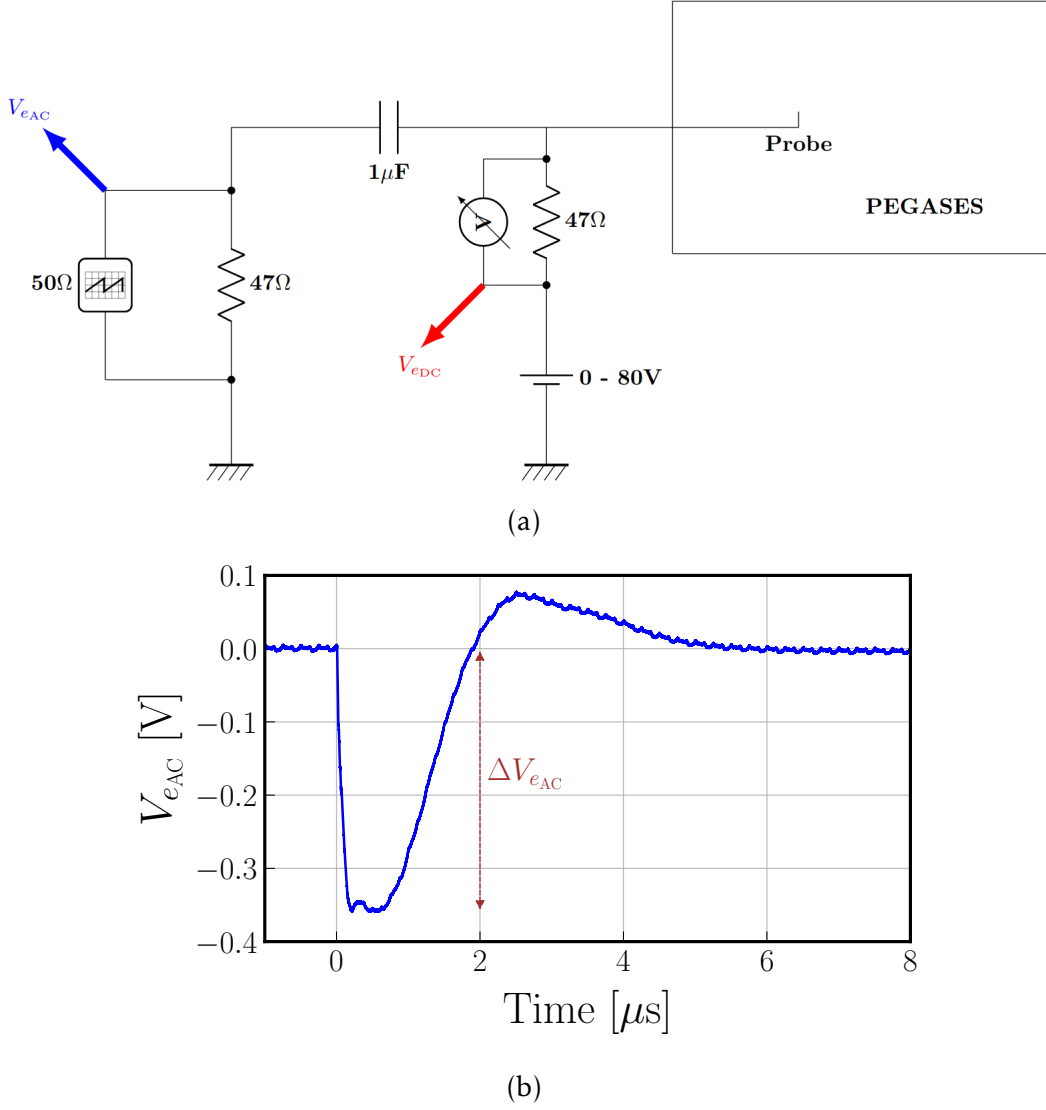 V_{e_{AC}}
1μF
Probe
PEGASES
50Ω
47Ω
V
47Ω
V_{e_{DC}}
0 - 80V
(a)
0.1
0.0
−0.1
−0.2
−0.3
−0.4
V_{e_{AC}} [V]
ΔV_{e_{AC}}
0 2 4 6 8
Time [μs]
(b)